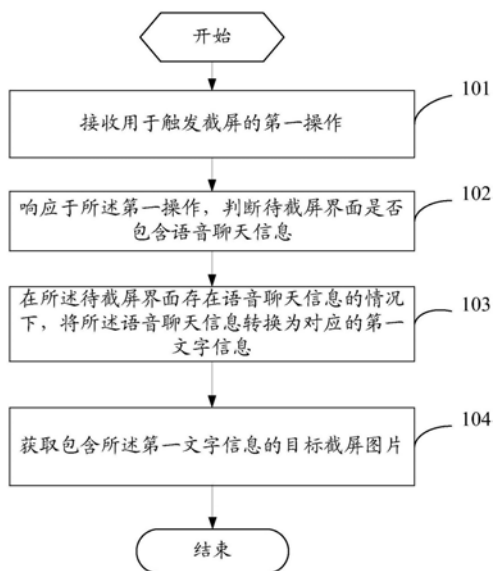 开始
101
接收用于触发截屏的第一操作
102
响应于所述第一操作，判断待截屏界面是否
包含语音聊天信息
在所述待截屏界面存在语音聊天信息的情况
103
下，将所述语音聊天信息转换为对应的第一
文字信息
104
获取包含所述第一文字信息的目标截屏图片
结束